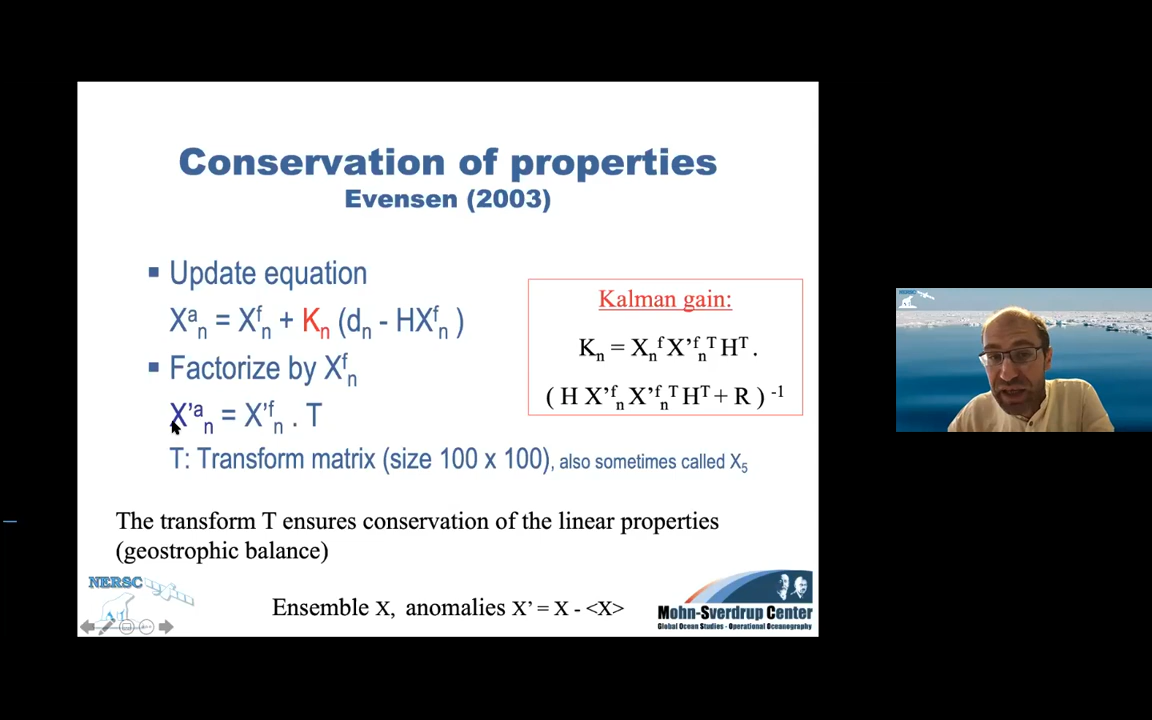 Conservation of properties
Evensen (2003)
▪ Update equation
Xᵃₙ = Xᶠₙ + Kₙ (dₙ - HXᶠₙ )
▪ Factorize by Xᶠₙ
X’ᵃₙ = X’ᶠₙ . T
T: Transform matrix (size 100 x 100), also sometimes called X₅
Kalman gain:
Kₙ = Xₙᶠ X’ᶠₙᵀ Hᵀ .
( H X’ᶠₙ X’ᶠₙᵀ Hᵀ + R ) ⁻¹
The transform T ensures conservation of the linear properties
(geostrophic balance)
Ensemble X, anomalies X’ = X - <X>
NERSC
Mohn-Sverdrup Center
Global Ocean Studies - Operational Oceanography